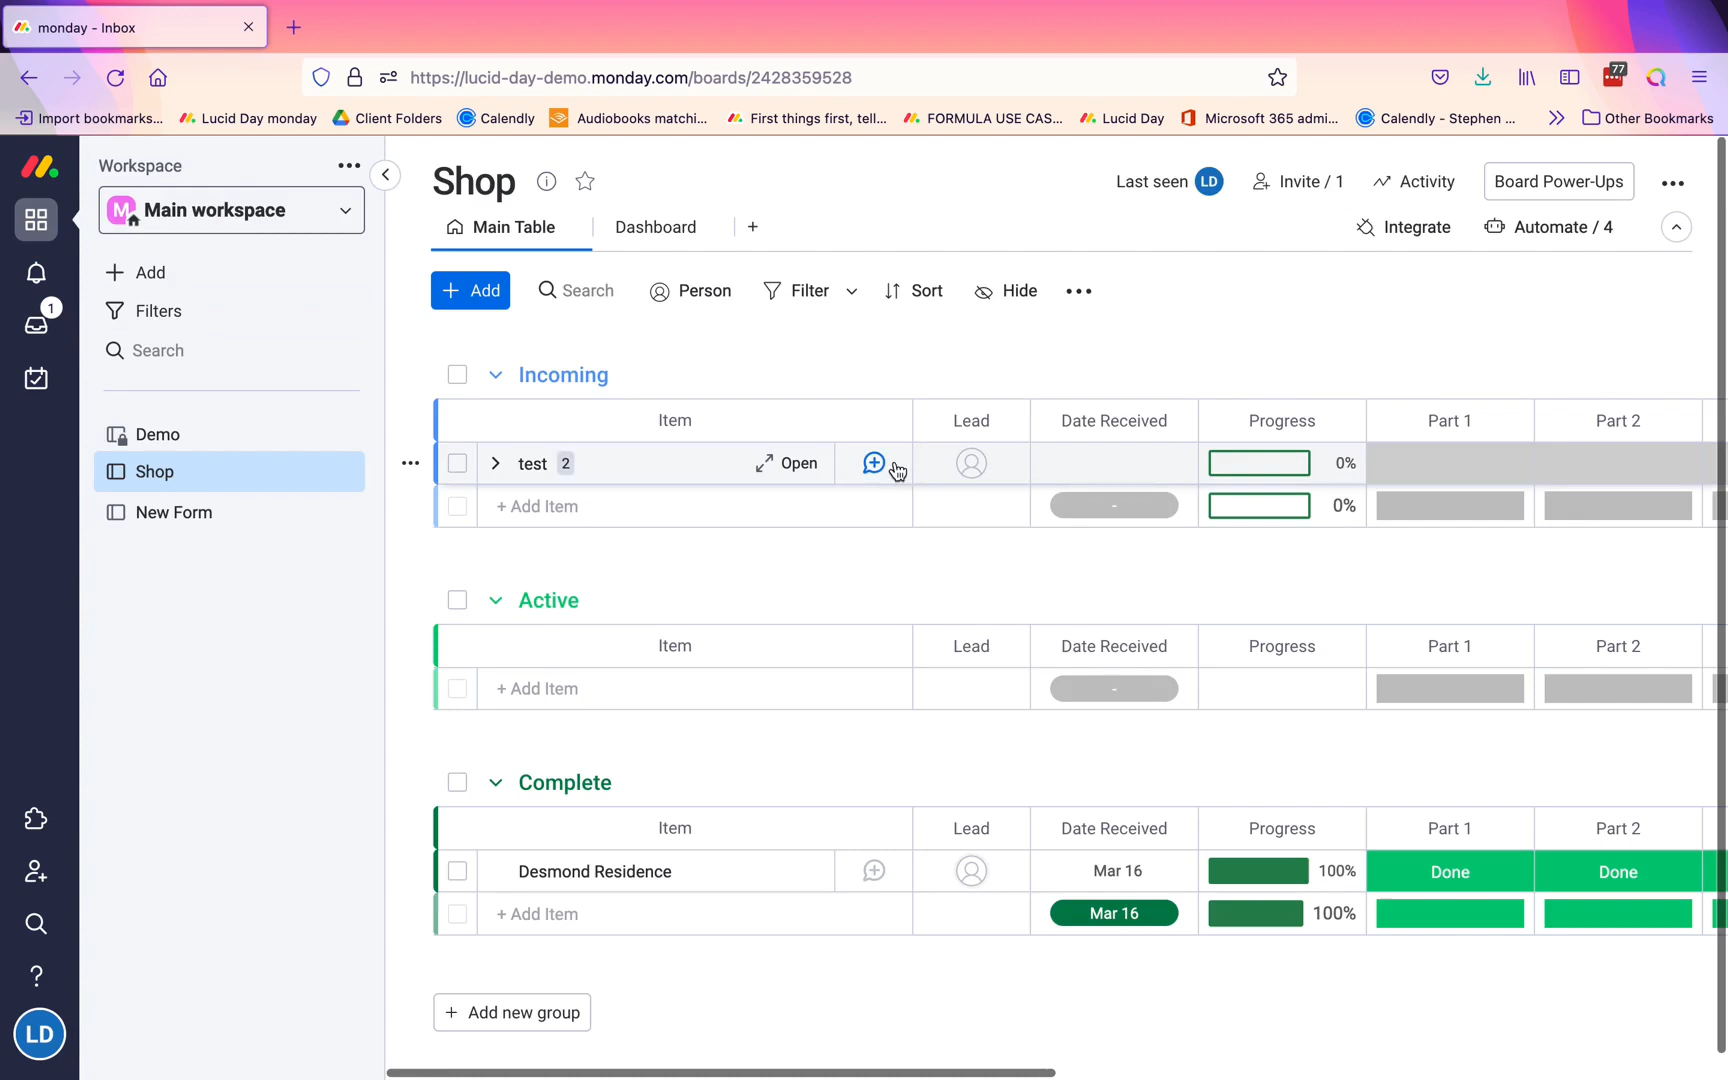 monday - Inbox
https://lucid-day-demo.monday.com/boards/2428359528
77
Import bookmarks...
Lucid Day monday
Client Folders
Calendly
Audiobooks matchi...
First things first, tell...
FORMULA USE CAS...
Lucid Day
Microsoft 365 admi...
Calendly - Stephen ...
Other Bookmarks
Workspace
M
Main workspace
Add
Filters
Search
Demo
Shop
New Form
1
LD
Shop
Last seen LD
Invite / 1
Activity
Board Power-Ups
Main Table
Dashboard
Integrate
Automate / 4
Add
Search
Person
Filter
Sort
Hide
Incoming
Item Lead Date Received Progress Part 1 Part 2
test 2 Open 0%
+ Add Item - 0%
Active
Item Lead Date Received Progress Part 1 Part 2
+ Add Item -
Complete
Item Lead Date Received Progress Part 1 Part 2
Desmond Residence Mar 16 100% Done Done
+ Add Item Mar 16 100%
+ Add new group